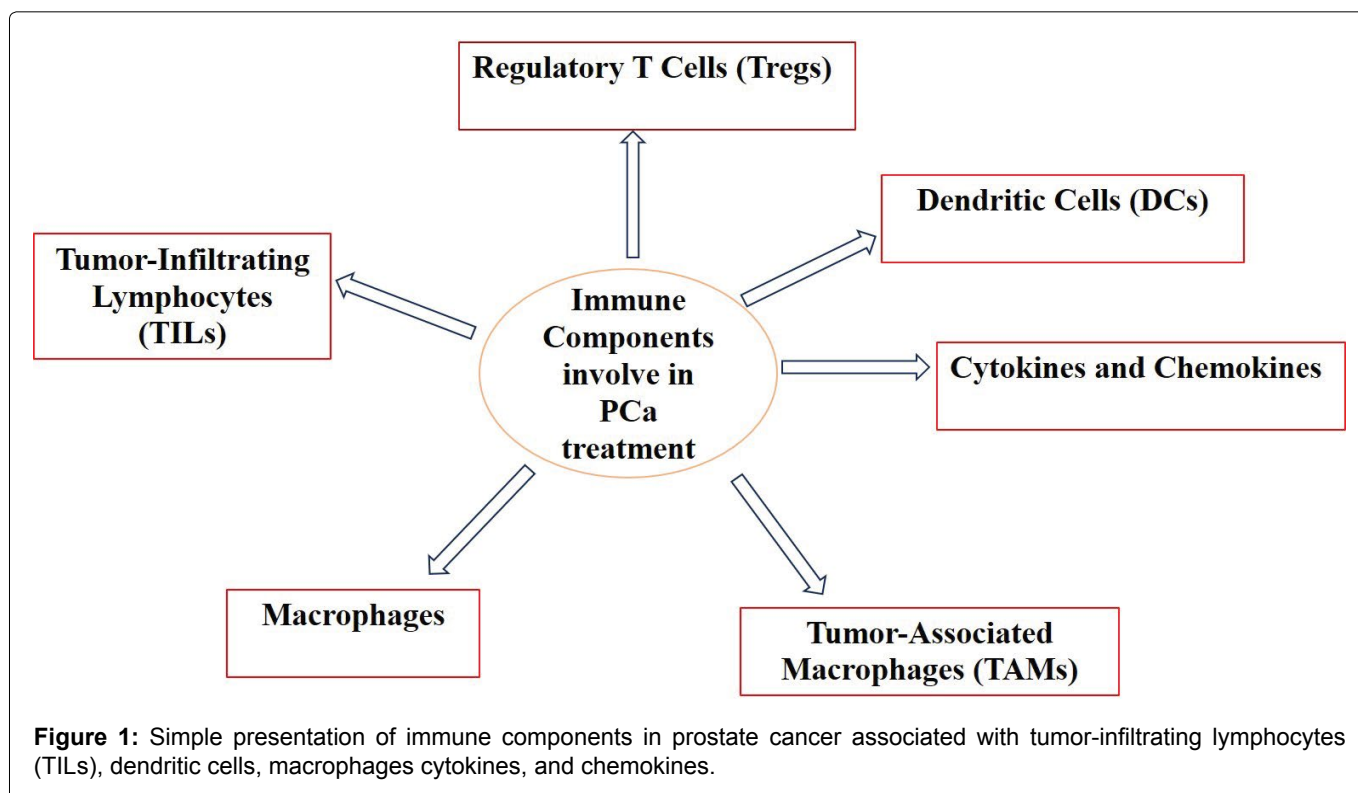 Regulatory T Cells (Tregs)
Dendritic Cells (DCs)
Tumor-Infiltrating
Lymphocytes
(TILs)
Immune
Components
involve in
PCa
treatment
Cytokines and Chemokines
Macrophages
Tumor-Associated
Macrophages (TAMs)
Figure 1: Simple presentation of immune components in prostate cancer associated with tumor-infiltrating lymphocytes
(TILs), dendritic cells, macrophages cytokines, and chemokines.